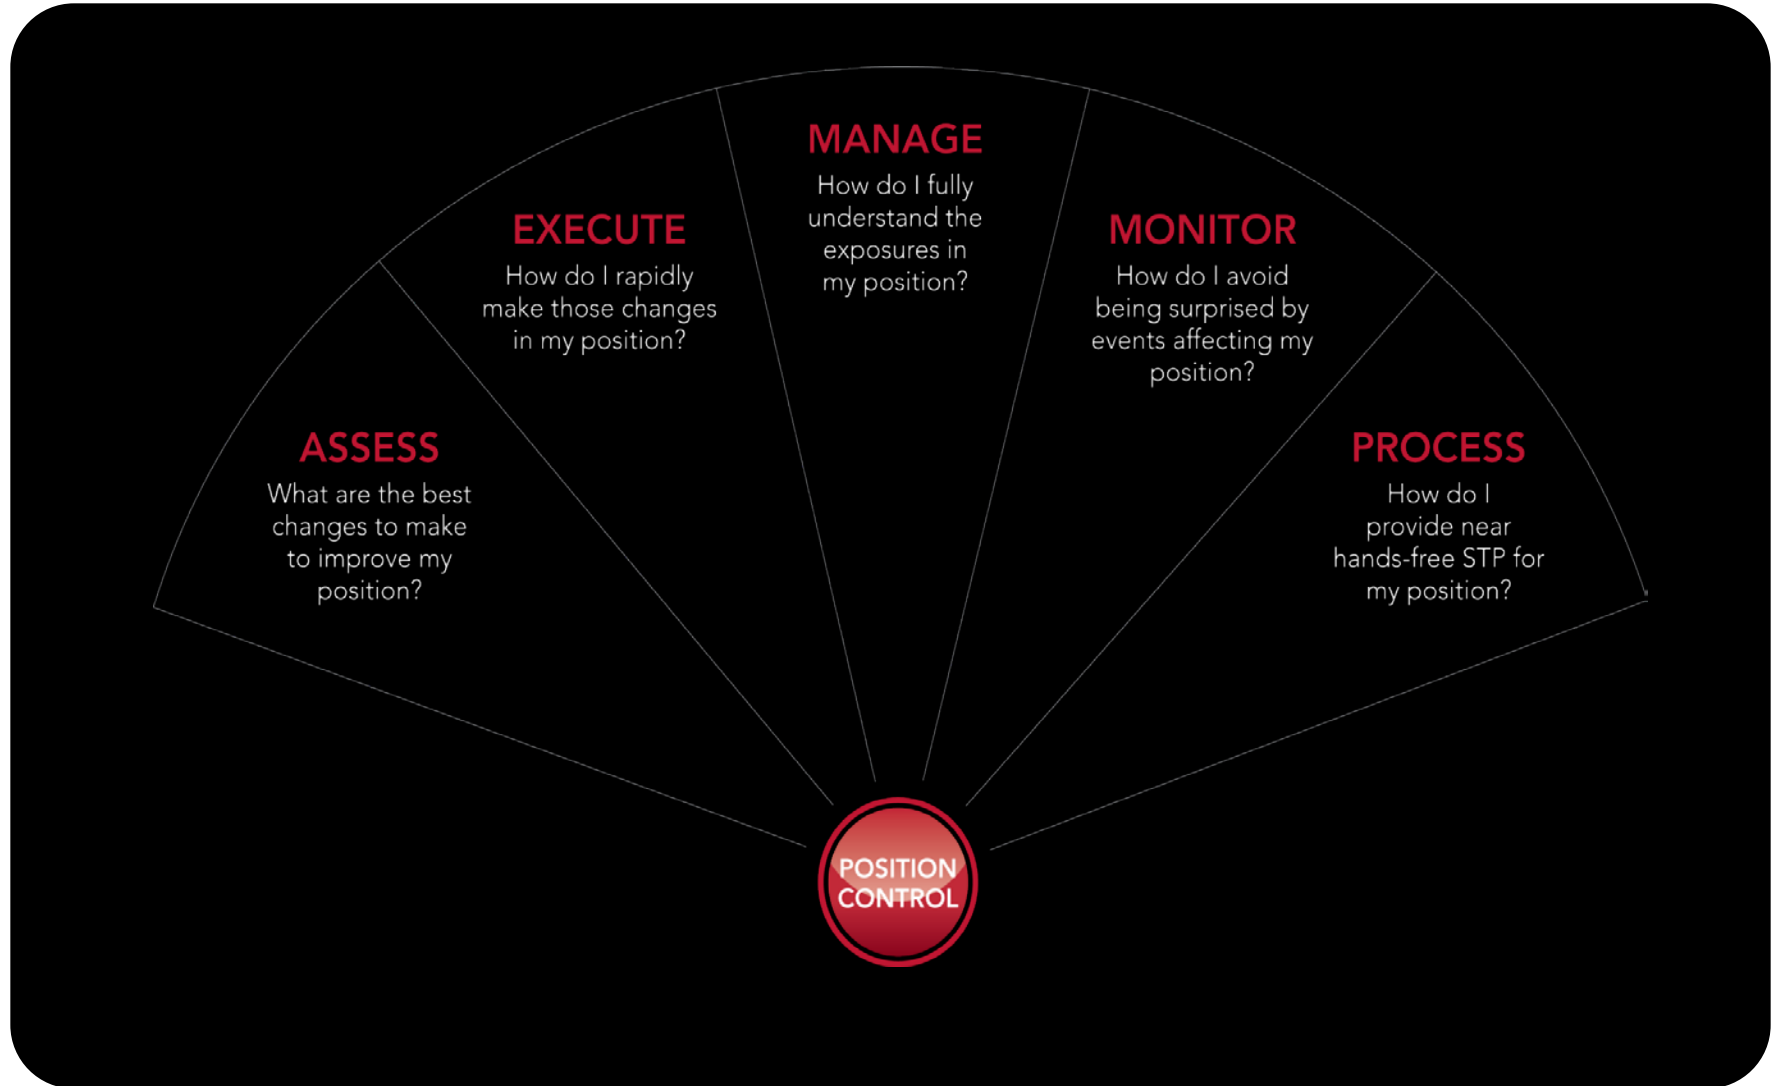 MANAGE
How do I fully
understand the
exposures in
my position?
EXECUTE
How do I rapidly
make those changes
in my position?
MONITOR
How do I avoid
being surprised by
events affecting my
position?
ASSESS
What are the best
changes to make
to improve my
position?
PROCESS
How do I
provide near
hands-free STP for
my position?
POSITION
CONTROL